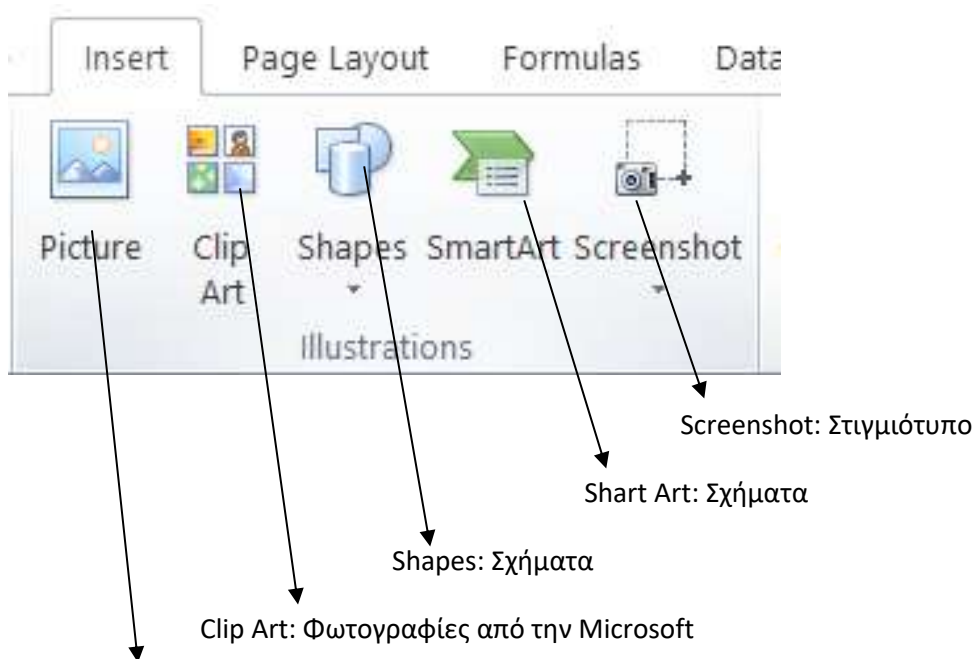 Insert Page Layout Formulas Data
Picture Clip Art Shapes SmartArt Screenshot
Illustrations
Screenshot: Στιγμιότυπο
Shart Art: Σχήματα
Shapes: Σχήματα
Clip Art: Φωτογραφίες από την Microsoft